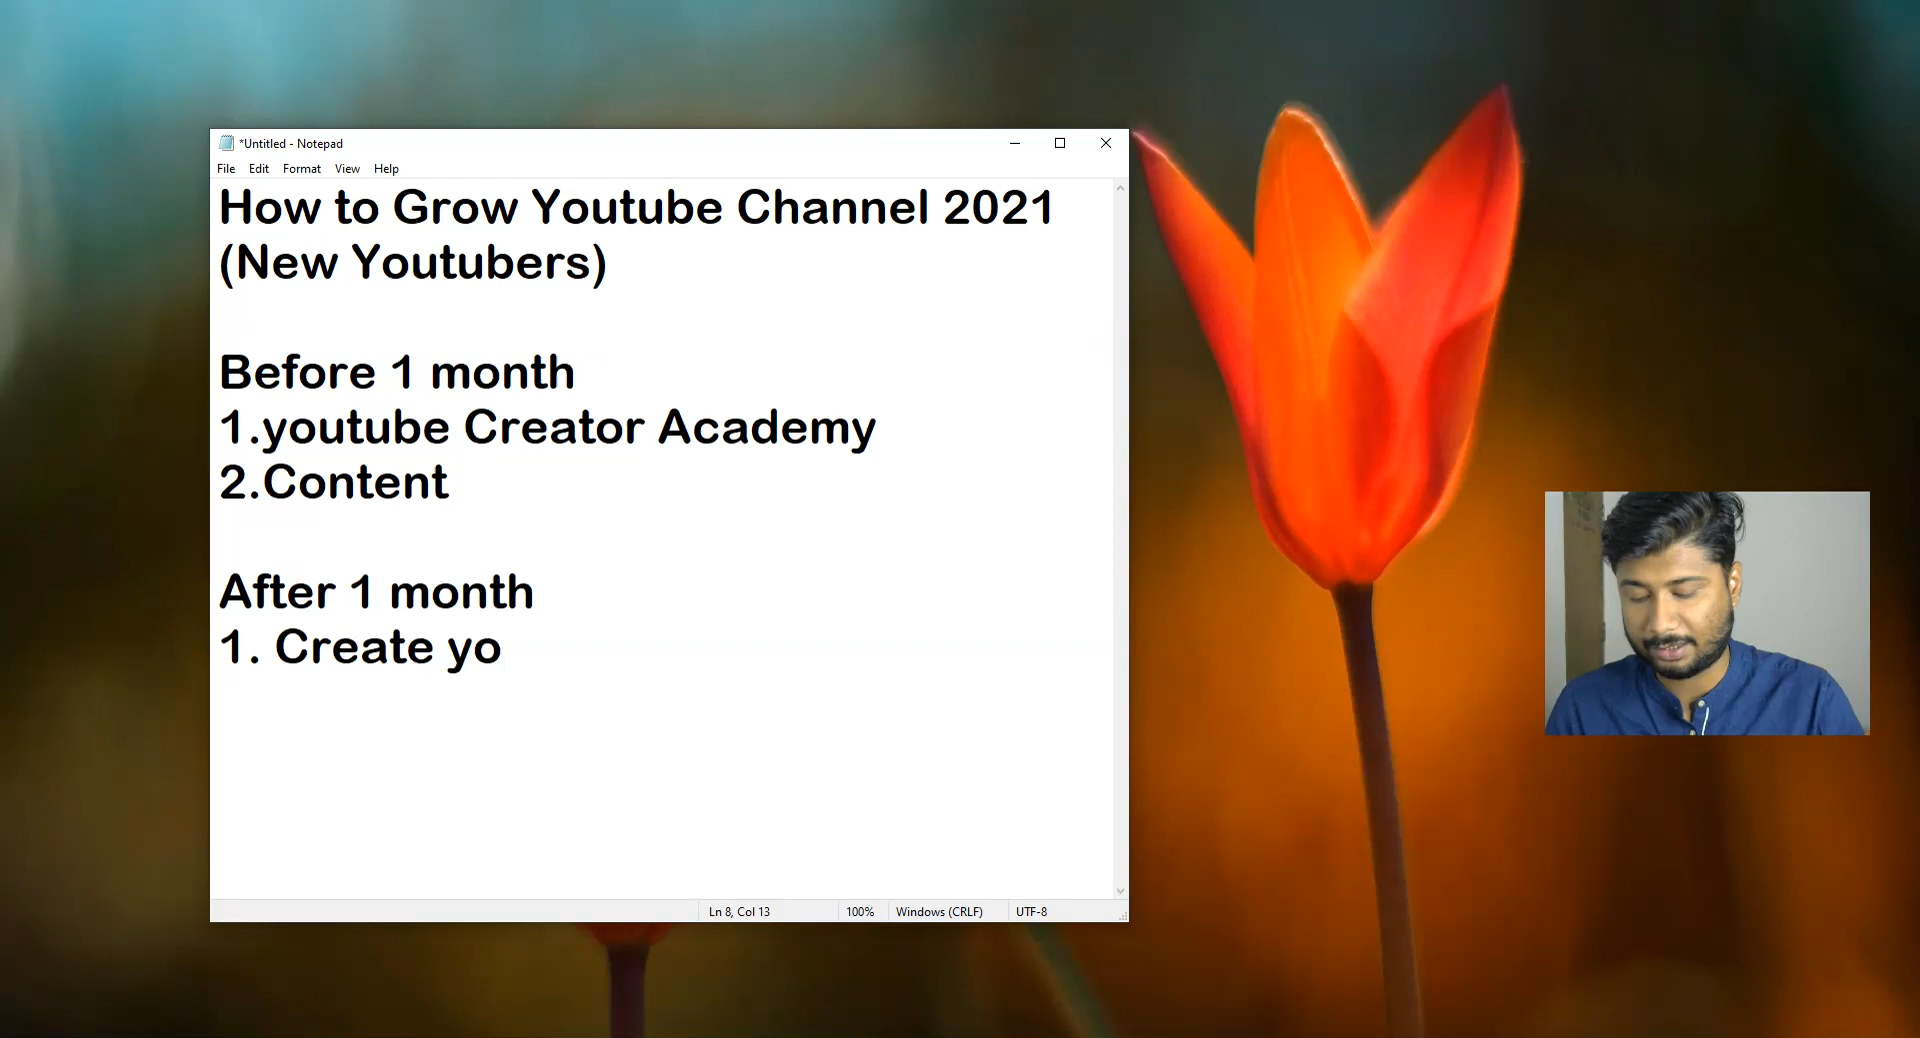 *Untitled - Notepad
File Edit Format View Help
How to Grow Youtube Channel 2021
(New Youtubers)
Before 1 month
1.youtube Creator Academy
2.Content
After 1 month
1. Create yo
Ln 8, Col 13 100% Windows (CRLF) UTF-8